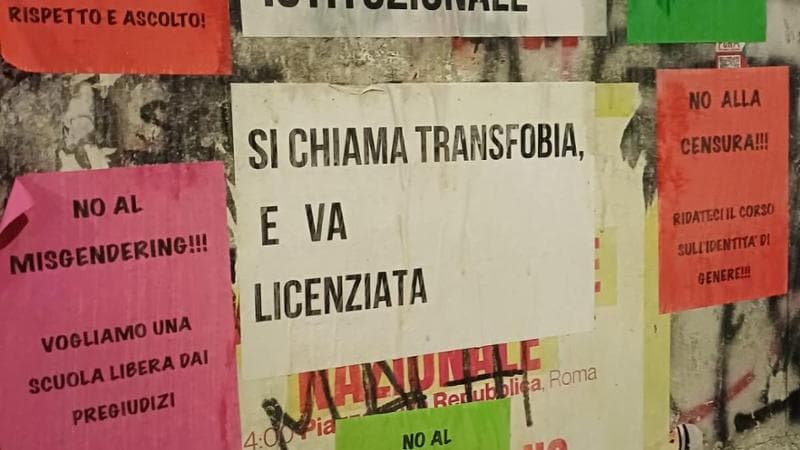 RISPETTO E ASCOLTO!
ISTITUZIONALE
NO AL
MISGENDERING!!!
VOGLIAMO UNA
SCUOLA LIBERA DAI
PREGIUDIZI
SI CHIAMA TRANSFOBIA,
E VA
LICENZIATA
NO ALLA
CENSURA!!!
RIDATECI IL CORSO
SULL'IDENTITA' DI
GENERE!!!
NAZIONALE
Repubblica, Roma
NO AL